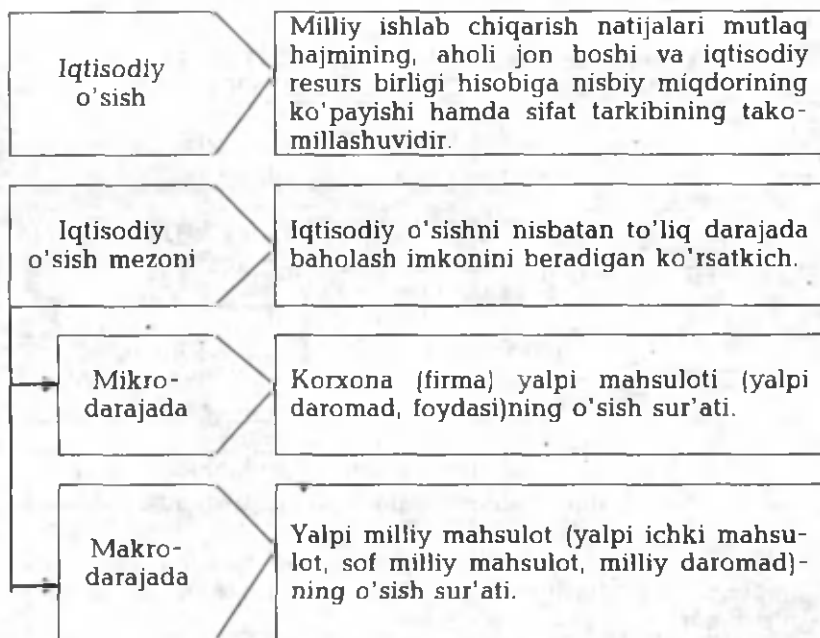 Iqtisodiy
o'sish
Milliy ishlab chiqarish natijalari mutlaq
hajmining, aholi jon boshi va iqtisodiy
resurs birligi hisobiga nisbiy miqdorining
ko'payishi hamda sifat tarkibining tako-
millashuvidir.
Iqtisodiy
o'sish mezoni
Iqtisodiy o'sishni nisbatan to'liq darajada
baholash imkonini beradigan ko'rsatkich.
Mikro-
darajada
Korxona (firma) yalpi mahsuloti (yalpi
daromad, foydasi)ning o'sish sur'ati.
Makro-
darajada
Yalpi milliy mahsulot (yalpi ichki mahsu-
lot, sof milliy mahsulot, milliy daromad)-
ning o'sish sur'ati.